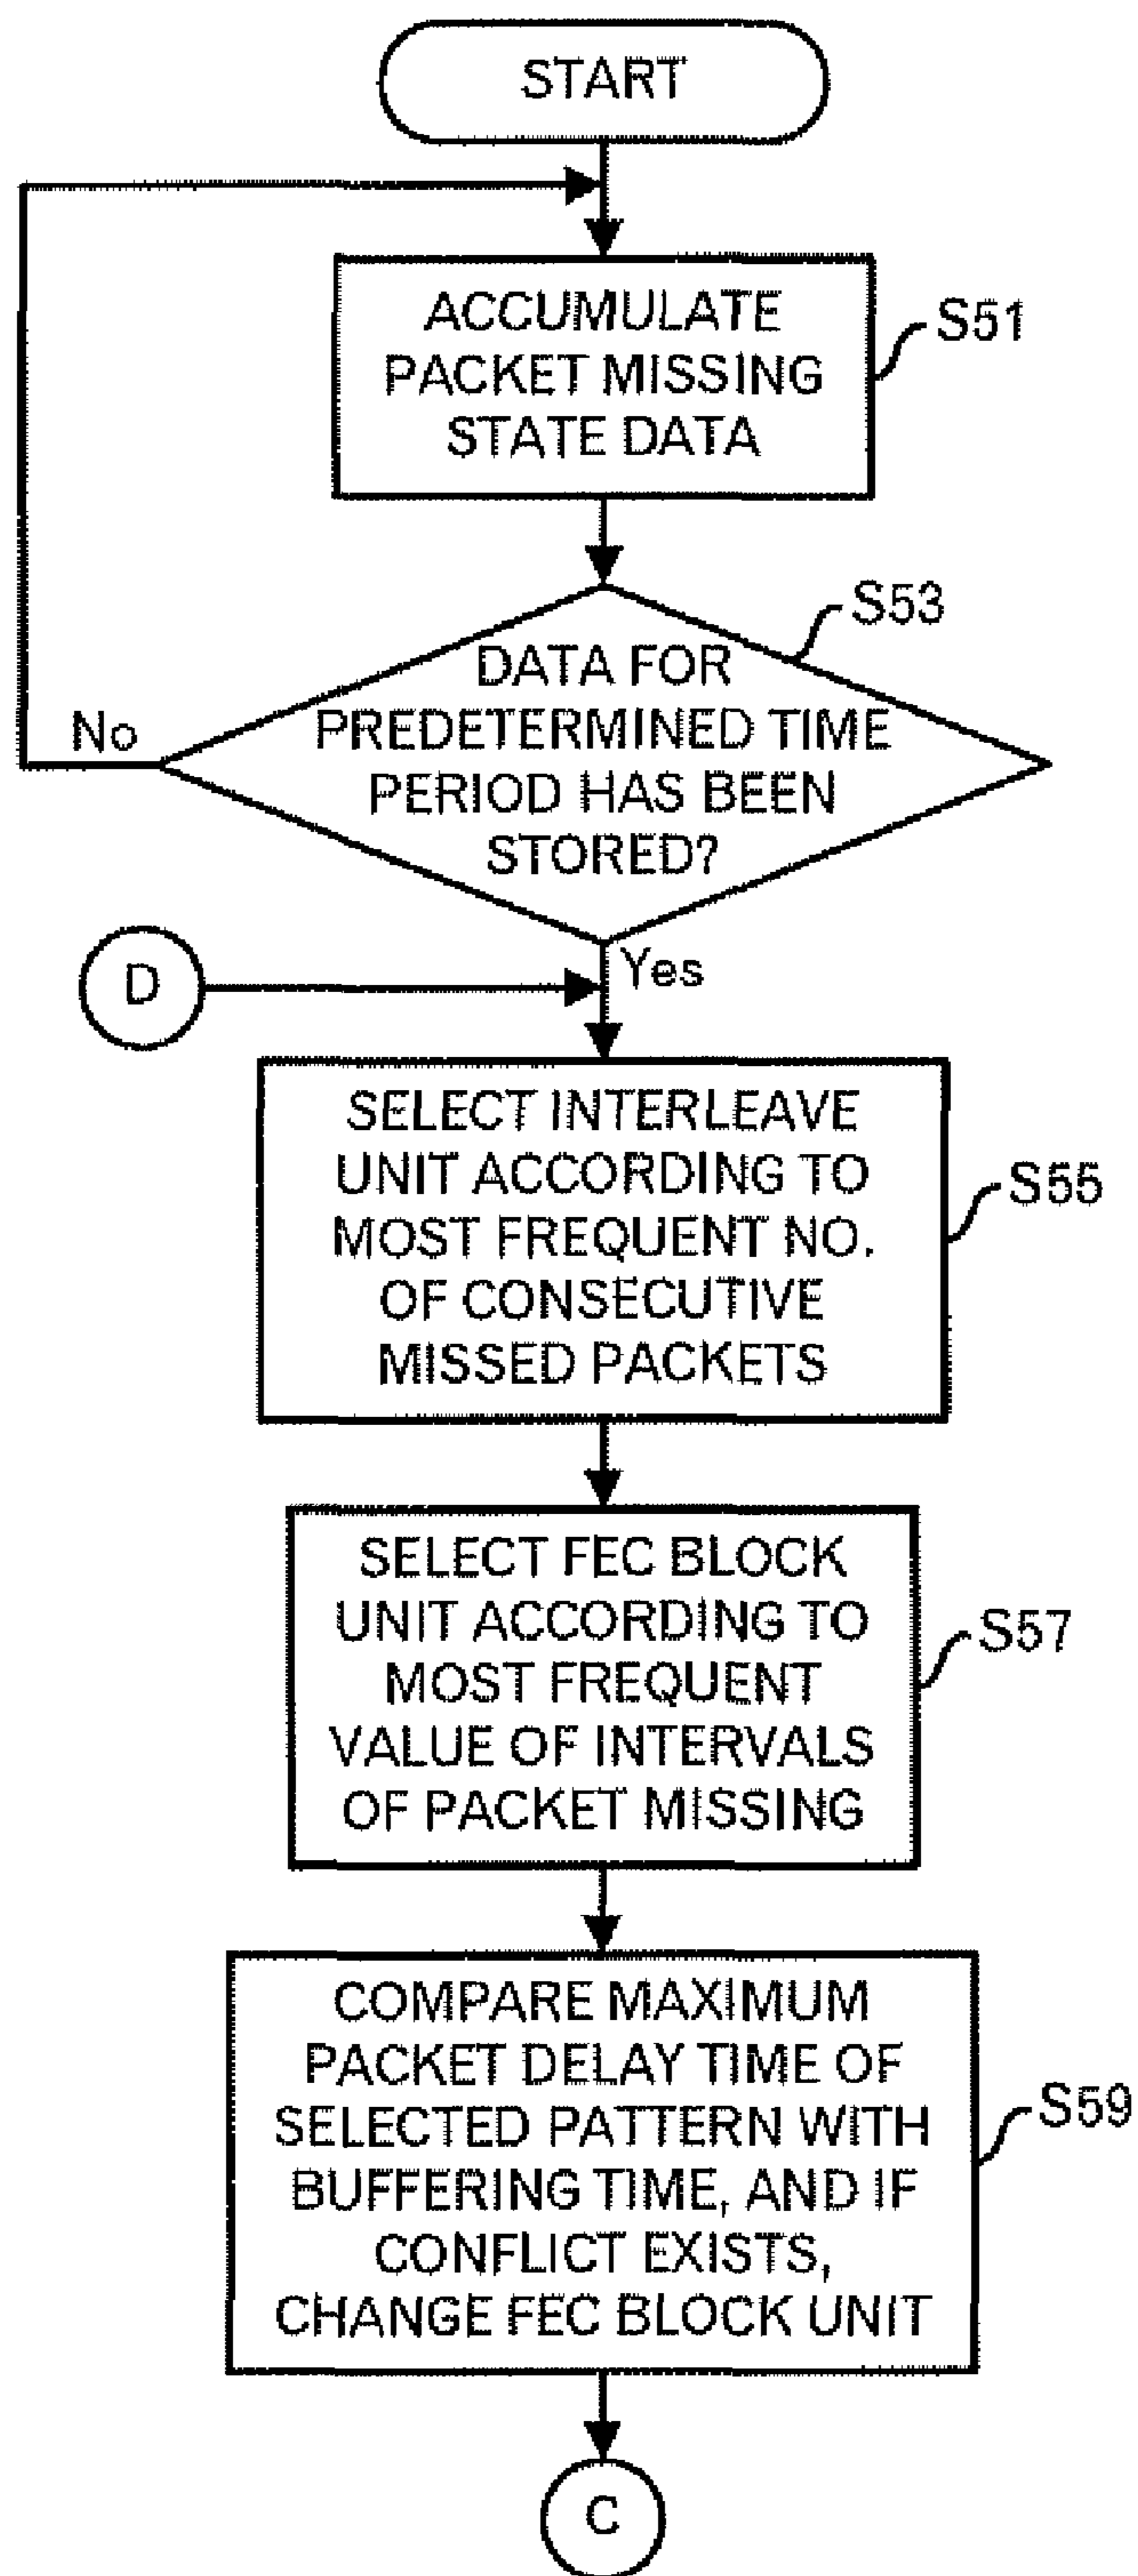 START
ACCUMULATE
PACKET MISSING
STATE DATA
S51
S53
DATA FOR
PREDETERMINED TIME
PERIOD HAS BEEN
STORED?
No
Yes
D
SELECT INTERLEAVE
UNIT ACCORDING TO
MOST FREQUENT NO.
OF CONSECUTIVE
MISSED PACKETS
S55
SELECT FEC BLOCK
UNIT ACCORDING TO
MOST FREQUENT
VALUE OF INTERVALS
OF PACKET MISSING
S57
COMPARE MAXIMUM
PACKET DELAY TIME OF
SELECTED PATTERN WITH
BUFFERING TIME, AND IF
CONFLICT EXISTS,
CHANGE FEC BLOCK UNIT
S59
C